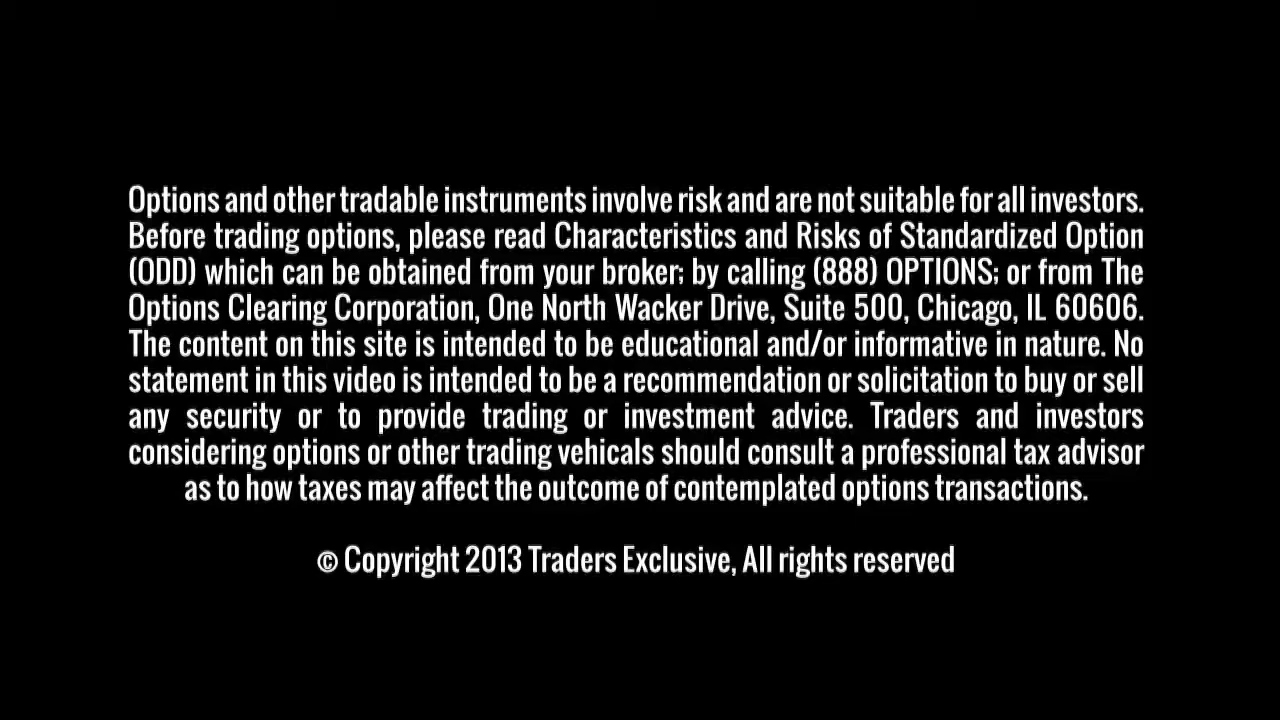 Options and other tradable instruments involve risk and are not suitable for all investors.
Before trading options, please read Characteristics and Risks of Standardized Option
(ODD) which can be obtained from your broker; by calling (888) OPTIONS; or from The
Options Clearing Corporation, One North Wacker Drive, Suite 500, Chicago, IL 60606.
The content on this site is intended to be educational and/or informative in nature. No
statement in this video is intended to be a recommendation or solicitation to buy or sell
any security or to provide trading or investment advice. Traders and investors
considering options or other trading vehicals should consult a professional tax advisor
as to how taxes may affect the outcome of contemplated options transactions.
© Copyright 2013 Traders Exclusive, All rights reserved